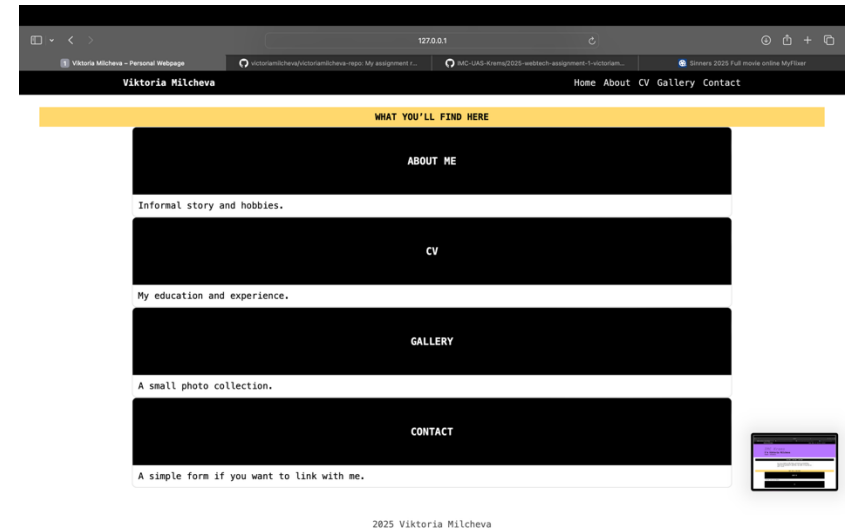 127.0.0.1
Viktoria Milcheva – Personal Webpage
victoriamilcheva/victoriamilcheva-repo: My assignment r...
IMC-UAS-Krems/2025-webtech-assignment-1-victoriam...
Sinners 2025 Full movie online MyFlixer
Viktoria Milcheva
Home About CV Gallery Contact
WHAT YOU'LL FIND HERE
ABOUT ME
Informal story and hobbies.
CV
My education and experience.
GALLERY
A small photo collection.
CONTACT
A simple form if you want to link with me.
2025 Viktoria Milcheva